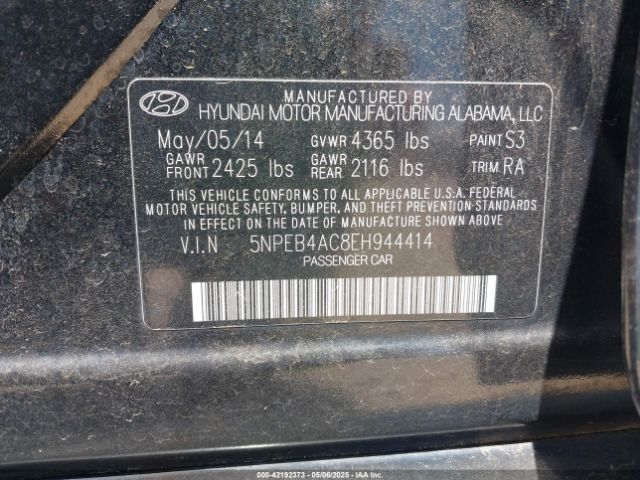 MANUFACTURED BY
HYUNDAI MOTOR MANUFACTURING ALABAMA, LLC
May/05/14 GVWR 4365 lbs PAINT S3
GAWR FRONT 2425 lbs GAWR REAR 2116 lbs TRIM RA
THIS VEHICLE CONFORMS TO ALL APPLICABLE U.S.A. FEDERAL
MOTOR VEHICLE SAFETY, BUMPER, AND THEFT PREVENTION STANDARDS
IN EFFECT ON THE DATE OF MANUFACTURE SHOWN ABOVE
V.I.N 5NPEB4AC8EH944414
PASSENGER CAR
000-42192373 - 05/06/2025 - IAA Inc.